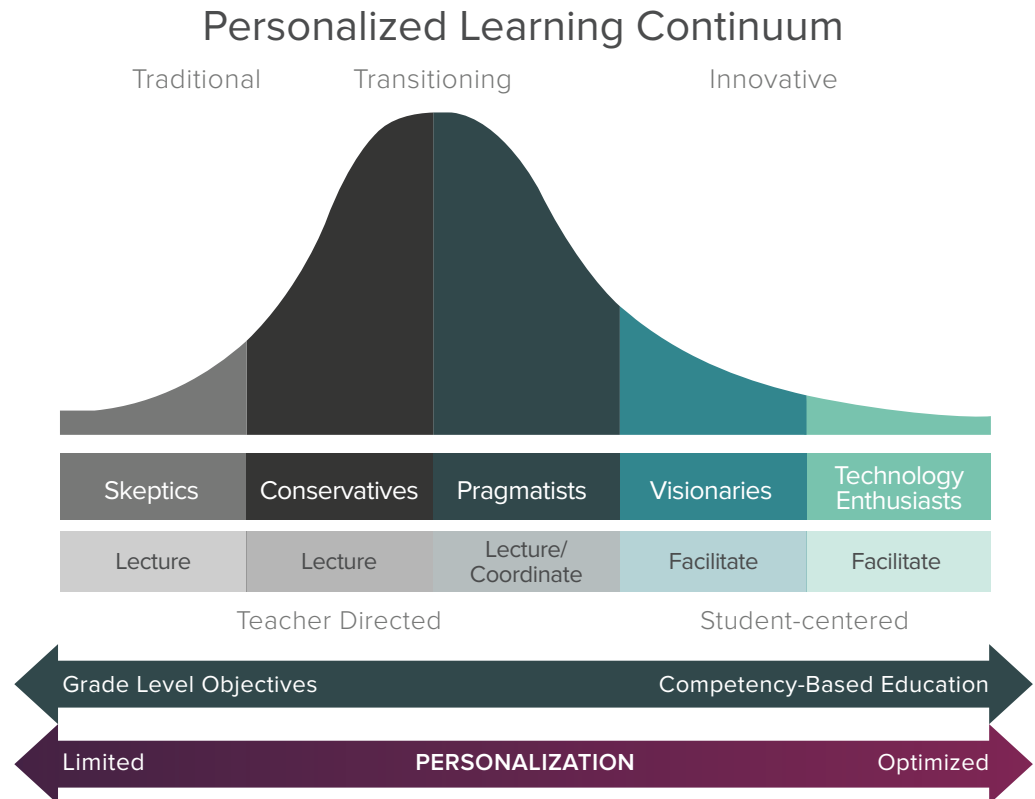 Personalized Learning Continuum
Traditional Transitioning Innovative
Skeptics Conservatives Pragmatists Visionaries Technology
Enthusiasts
Lecture Lecture Lecture/
Coordinate Facilitate Facilitate
Teacher Directed Student-centered
Grade Level Objectives Competency-Based Education
Limited PERSONALIZATION Optimized